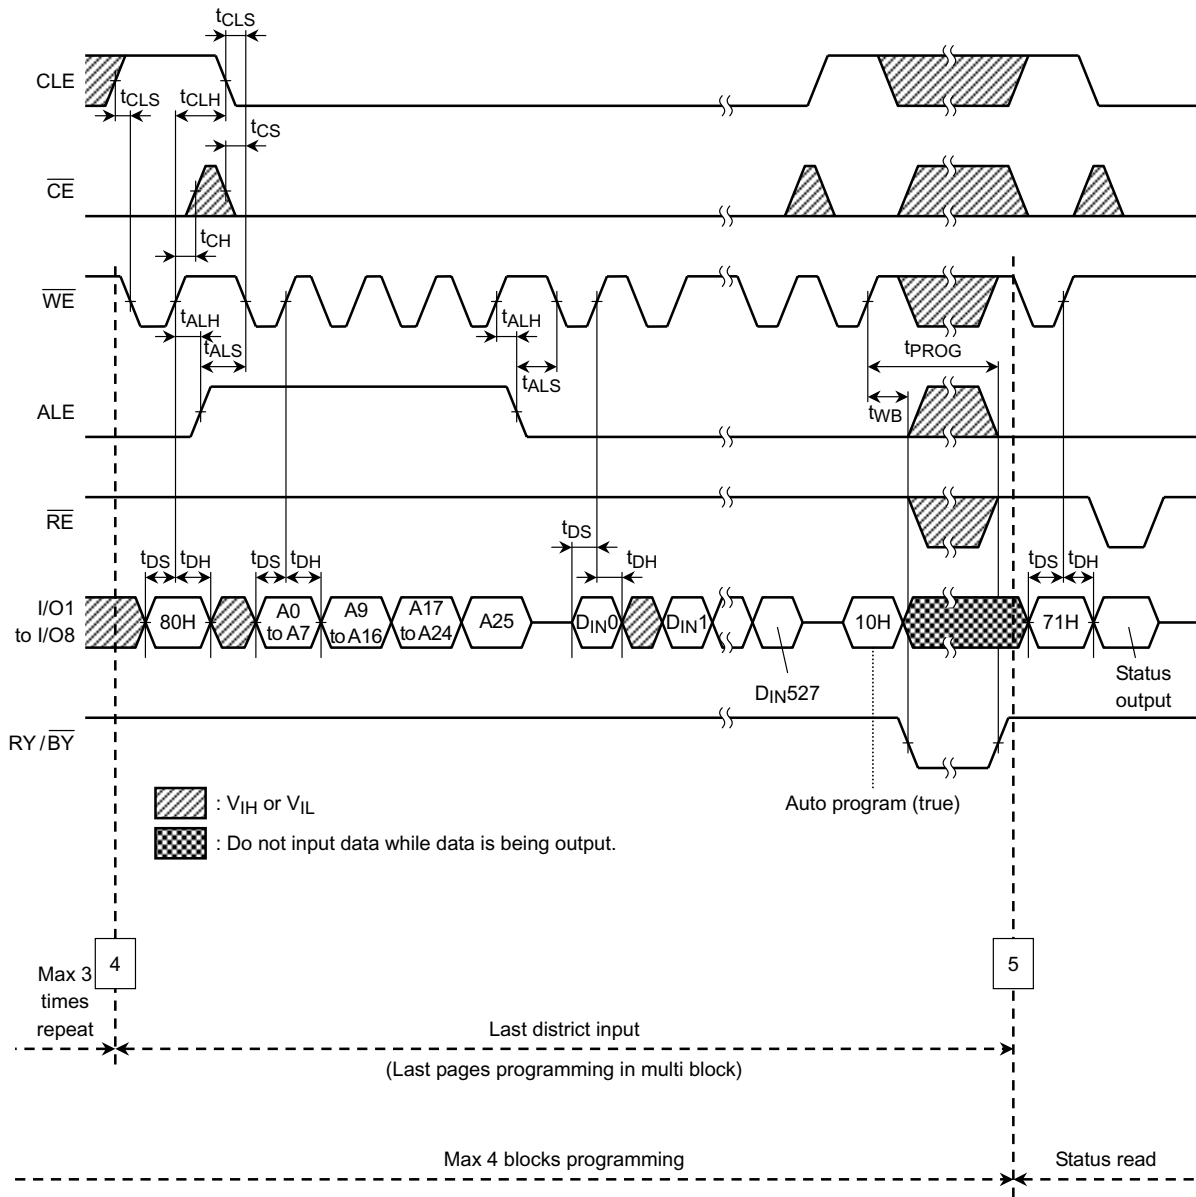 tCLS
CLE
tCLS
tCLH
tCS
CE
tCH
WE
tALH
tALH
tALS
tPROG
tALS
ALE
tWB
RE
tDS
tDH
tDS
tDH
tDS
tDH
tDS
tDH
I/O1
to I/O8
80H
A0
to A7
A9
to A16
A17
to A24
A25
DIN0
DIN1
10H
71H
DIN527
Status
output
RY/BY
: VIH or VIL
Auto program (true)
: Do not input data while data is being output.
4
5
Max 3
times
repeat
Last district input
(Last pages programming in multi block)
Max 4 blocks programming
Status read